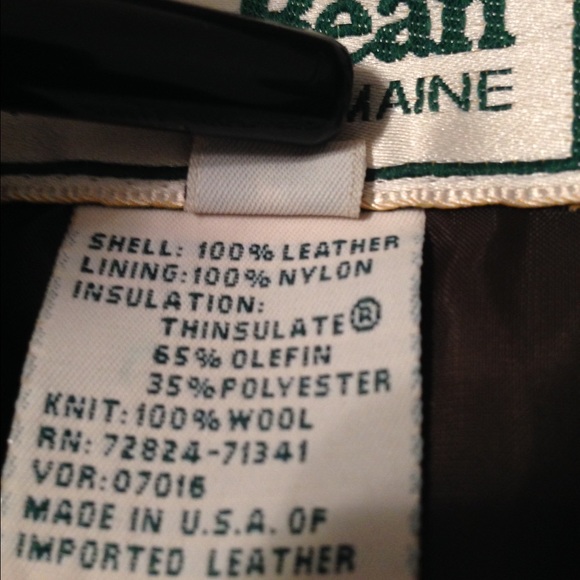 Bean
MAINE
SHELL: 100% LEATHER
LINING:100% NYLON
INSULATION:
THINSULATE®
65% OLEFIN
35% POLYESTER
KNIT:100% WOOL
RN: 72824-71341
VDR:07016
MADE IN U.S.A. OF
IMPORTED LEATHER